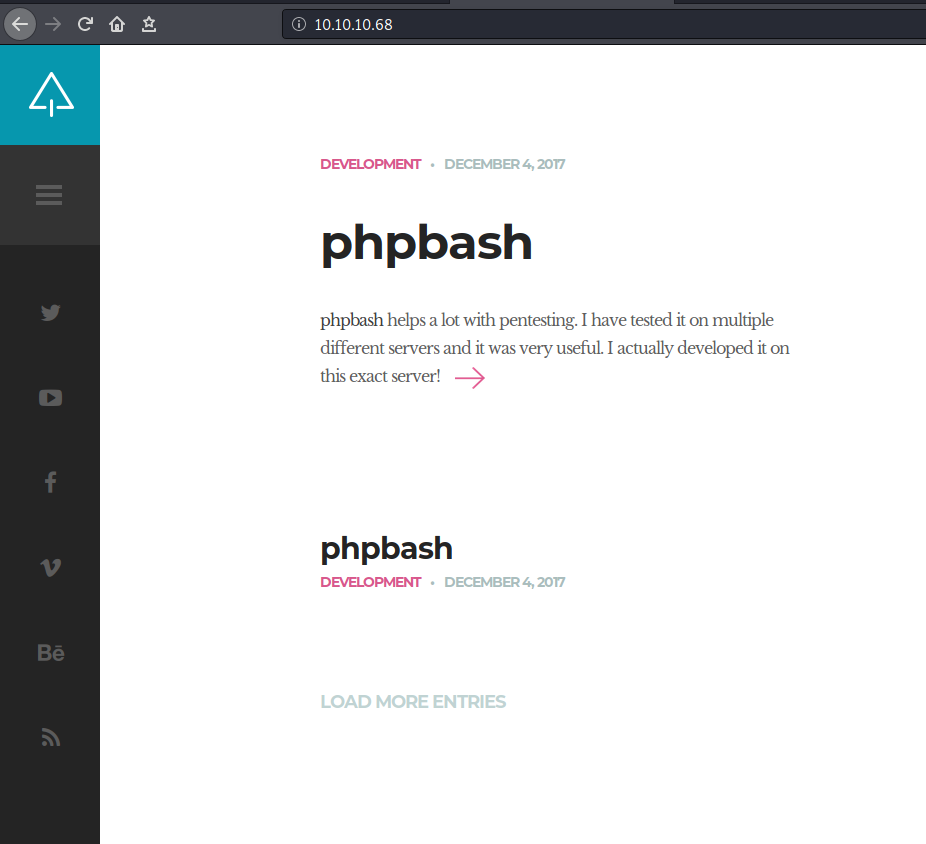 10.10.10.68
DEVELOPMENT • DECEMBER 4, 2017
phpbash
phpbash helps a lot with pentesting. I have tested it on multiple
different servers and it was very useful. I actually developed it on
this exact server!
phpbash
DEVELOPMENT • DECEMBER 4, 2017
Bē
LOAD MORE ENTRIES